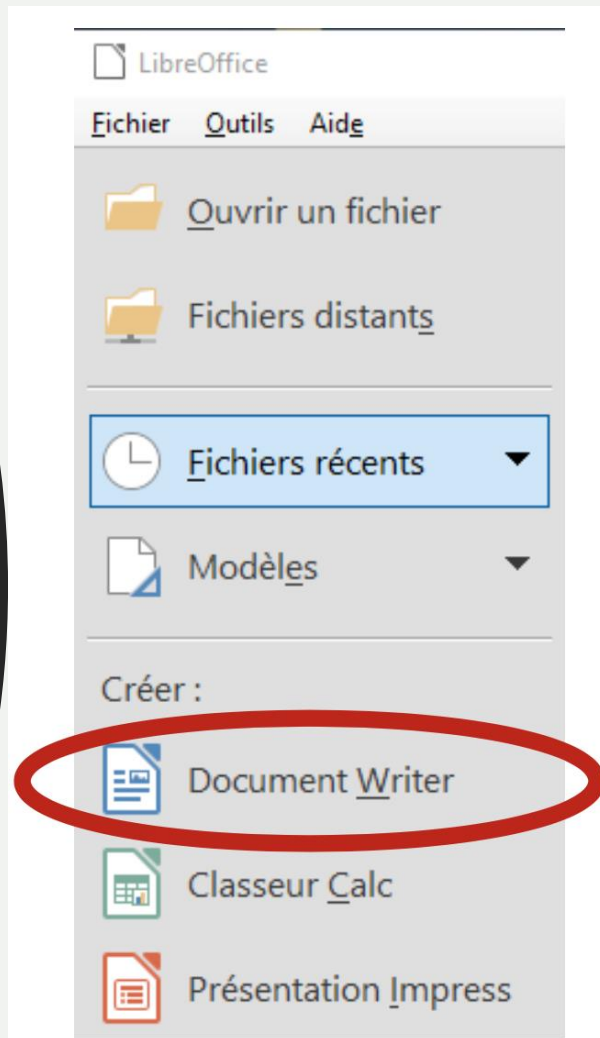 LibreOffice
Fichier Outils Aide
Ouvrir un fichier
Fichiers distants
Fichiers récents
Modèles
Créer :
Document Writer
Classeur Calc
Présentation Impress